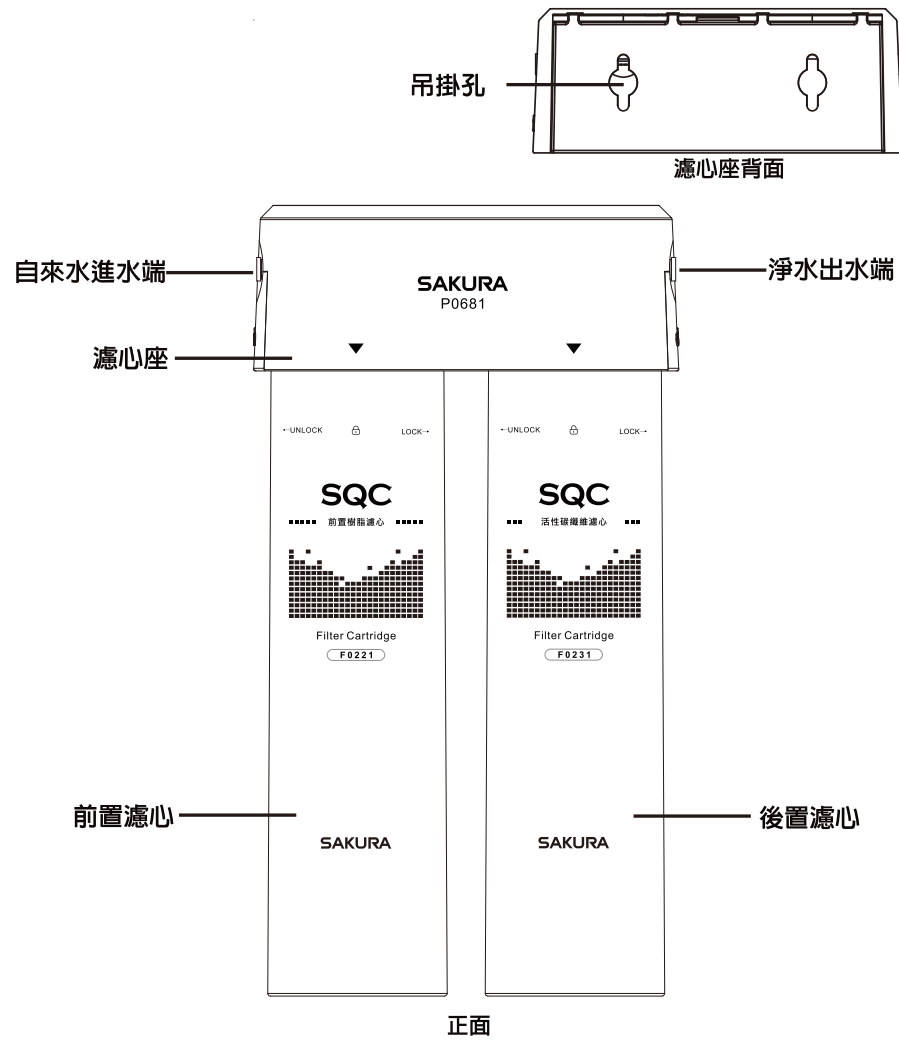 吊掛孔
濾心座背面
自來水進水端
淨水出水端
SAKURA
P0681
濾心座
←UNLOCK
LOCK→
←UNLOCK
LOCK→
SQC
前置樹脂濾心
Filter Cartridge
F0221
SQC
活性碳纖維濾心
Filter Cartridge
F0231
前置濾心
後置濾心
SAKURA
SAKURA
正面